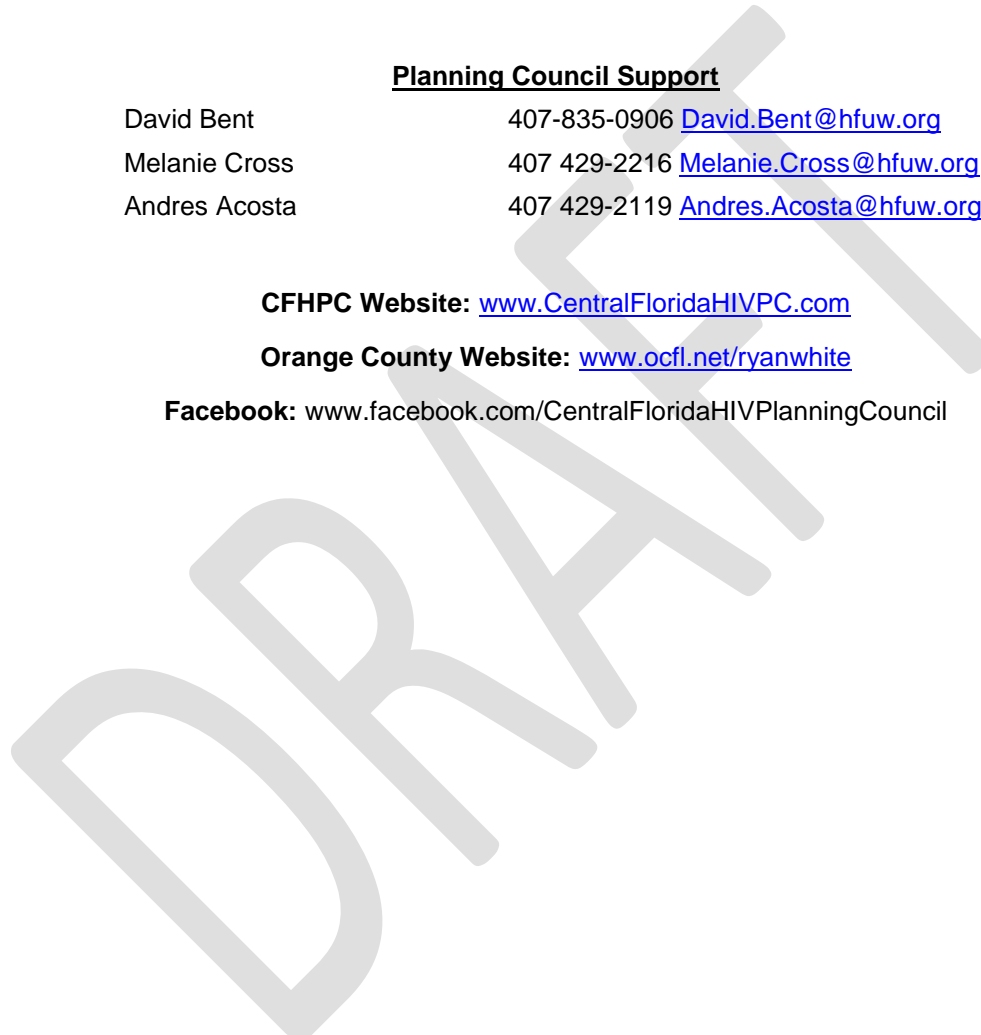 Planning Council Support
David Bent 407-835-0906 David.Bent@hfuw.org
Melanie Cross 407 429-2216 Melanie.Cross@hfuw.org
Andres Acosta 407 429-2119 Andres.Acosta@hfuw.org
CFHPC Website: www.CentralFloridaHIVPC.com
Orange County Website: www.ocfl.net/ryanwhite
Facebook: www.facebook.com/CentralFloridaHIVPlanningCouncil
DRAFT